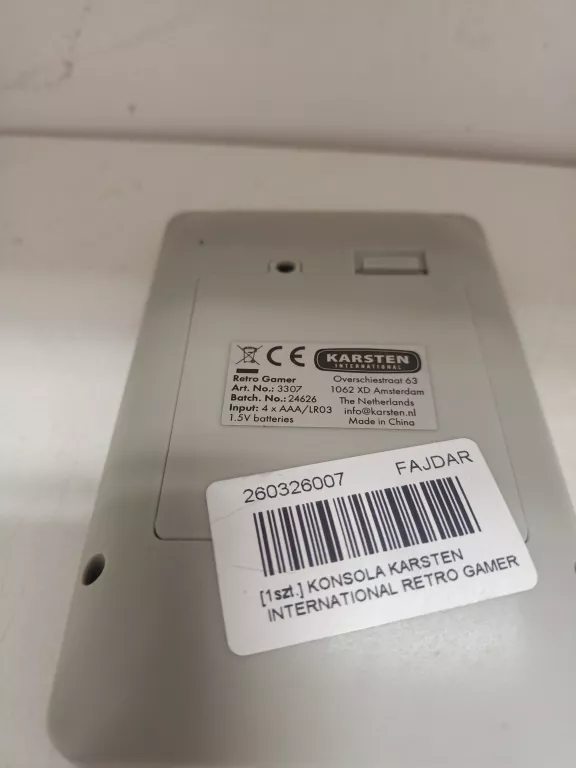 CE
KARSTEN
INTERNATIONAL
Retro Gamer
Art. No.: 3307
Batch. No.: 24626
Input: 4 x AAA/LR03
1.5V batteries
Overschiestraat 63
1062 XD Amsterdam
The Netherlands
info@karsten.nl
Made in China
260326007
FAJDAR
[1szt.] KONSOLA KARSTEN
INTERNATIONAL RETRO GAMER